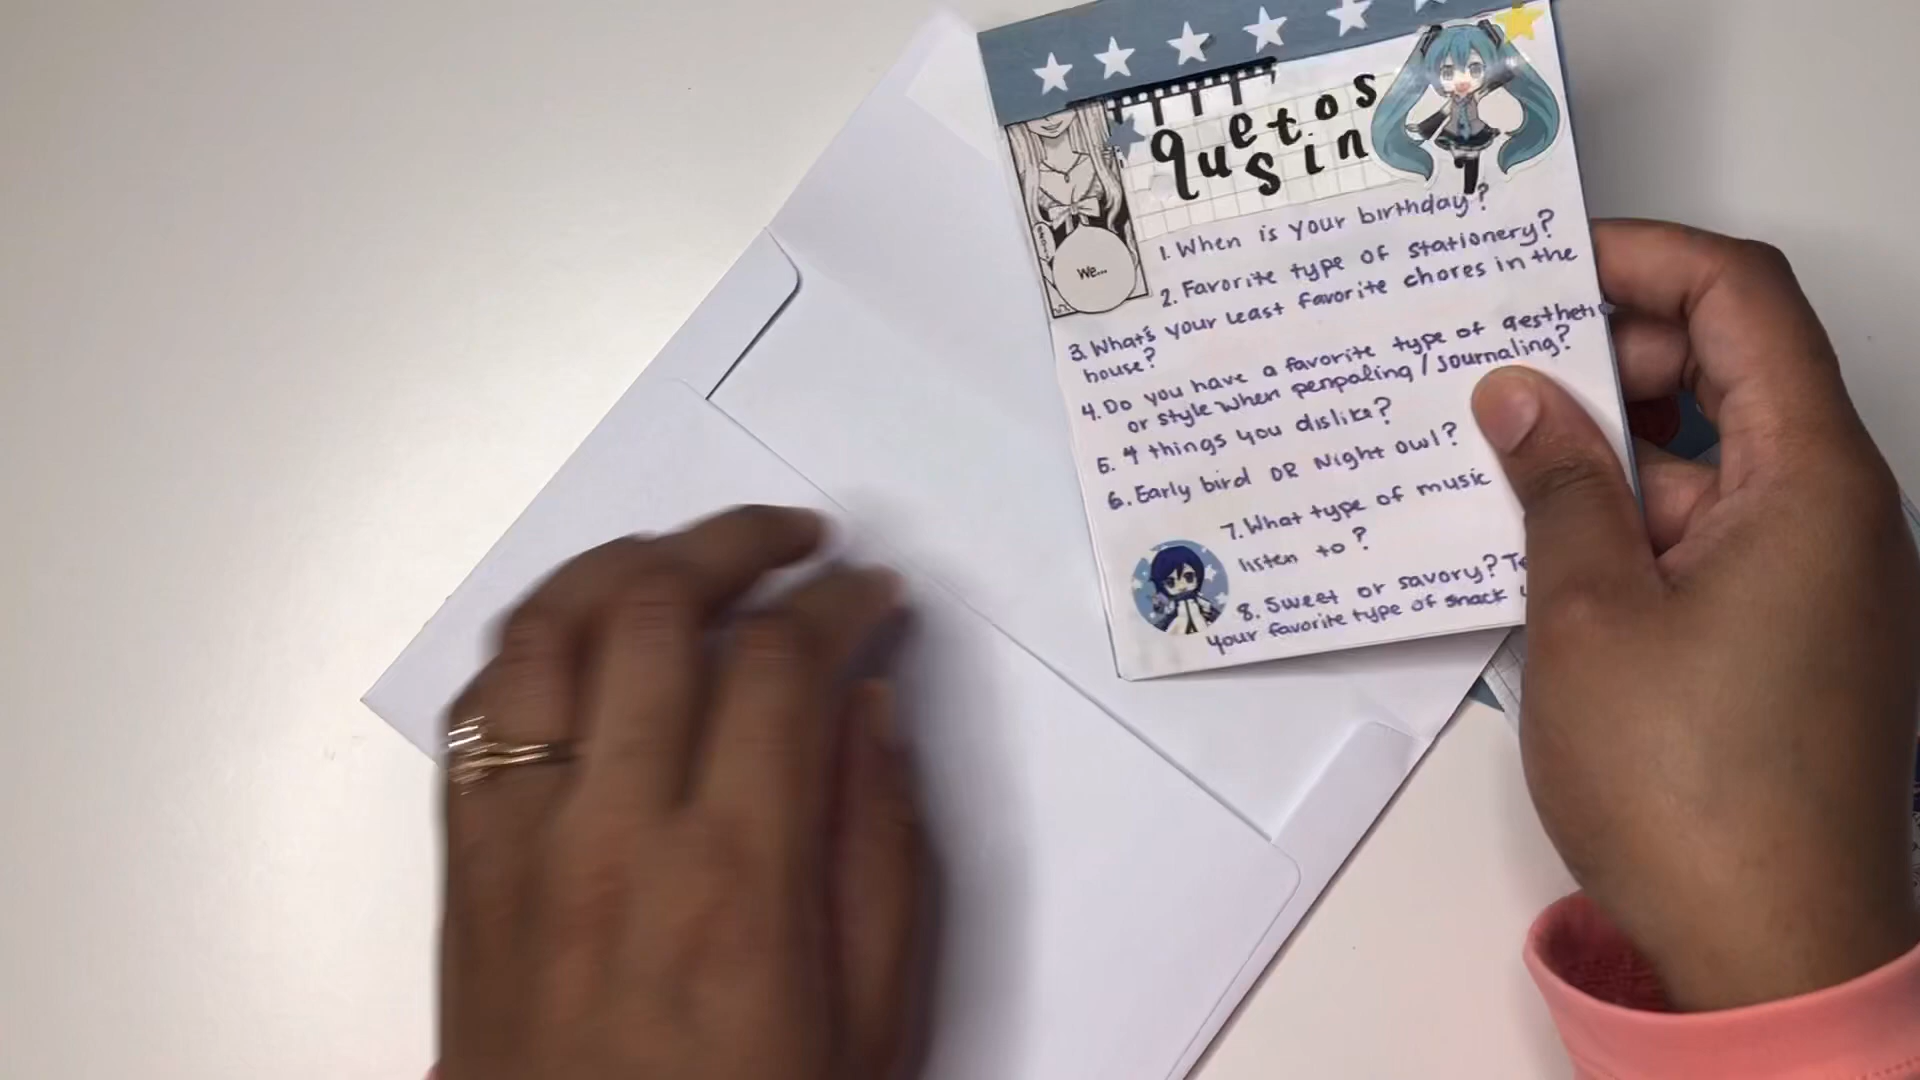 quetos
sin
We...
1. When is your birthday?
2. Favorite type of stationery?
3. What's your least favorite chores in the
house?
4. Do you have a favorite type of aestheti
or style when penpaling / Journaling?
5. 4 things you dislike?
6. Early bird OR Night owl?
7. What type of music
listen to?
8. Sweet or savory? Te
your favorite type of snack